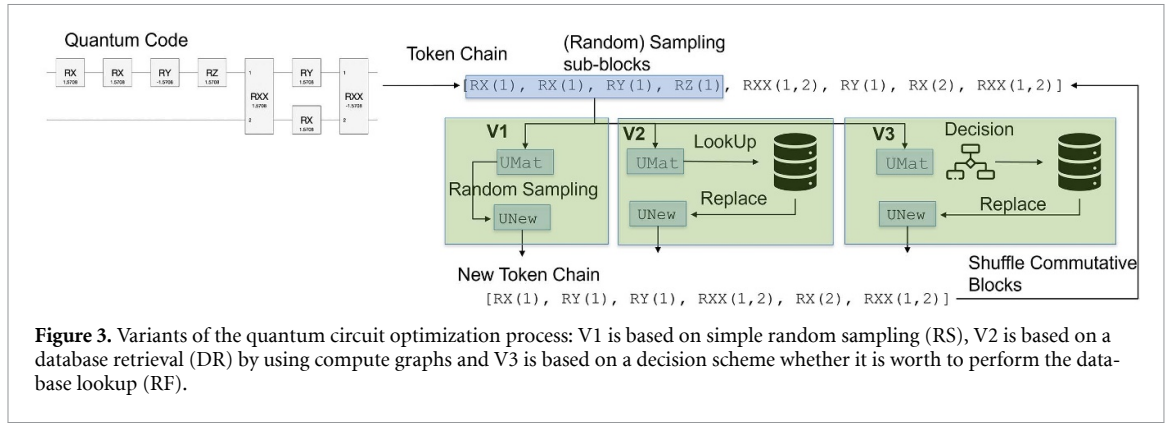 Quantum Code
RX
1.5708
RX
1.5708
RY
-1.5708
RZ
1.5708
1
RXX
1.5708
2
RY
1.5708
RX
1.5708
1
RXX
-1.5708
2
Token Chain
(Random) Sampling
sub-blocks
[RX(1), RX(1), RY(1), RZ(1), RXX(1,2), RY(1), RX(2), RXX(1,2)]
V1
UMat
Random Sampling
UNew
V2
UMat
LookUp
Replace
UNew
V3
UMat
Decision
Replace
UNew
New Token Chain
[RX(1), RY(1), RY(1), RXX(1,2), RX(2), RXX(1,2)]
Shuffle Commutative
Blocks
Figure 3. Variants of the quantum circuit optimization process: V1 is based on simple random sampling (RS), V2 is based on a
database retrieval (DR) by using compute graphs and V3 is based on a decision scheme whether it is worth to perform the data-
base lookup (RF).